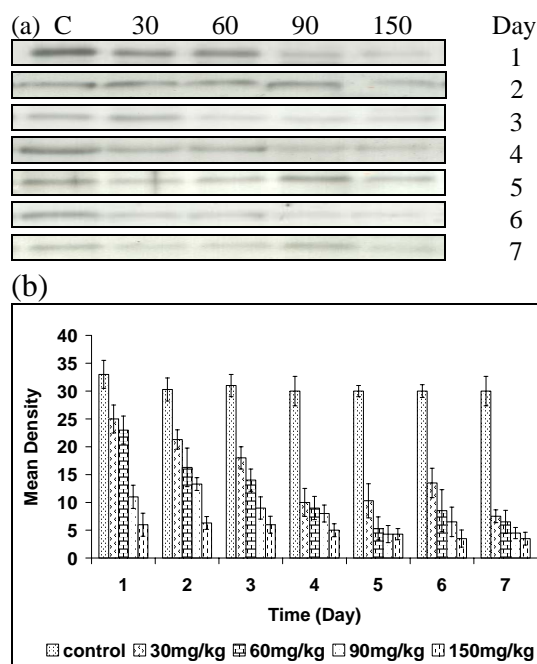 (a) C 30 60 90 150 Day
1
2
3
4
5
6
7
(b)
40
35
30
25
20
15
10
5
0
Mean Density
1 2 3 4 5 6 7
Time (Day)
control 30mg/kg 60mg/kg 90mg/kg 150mg/kg